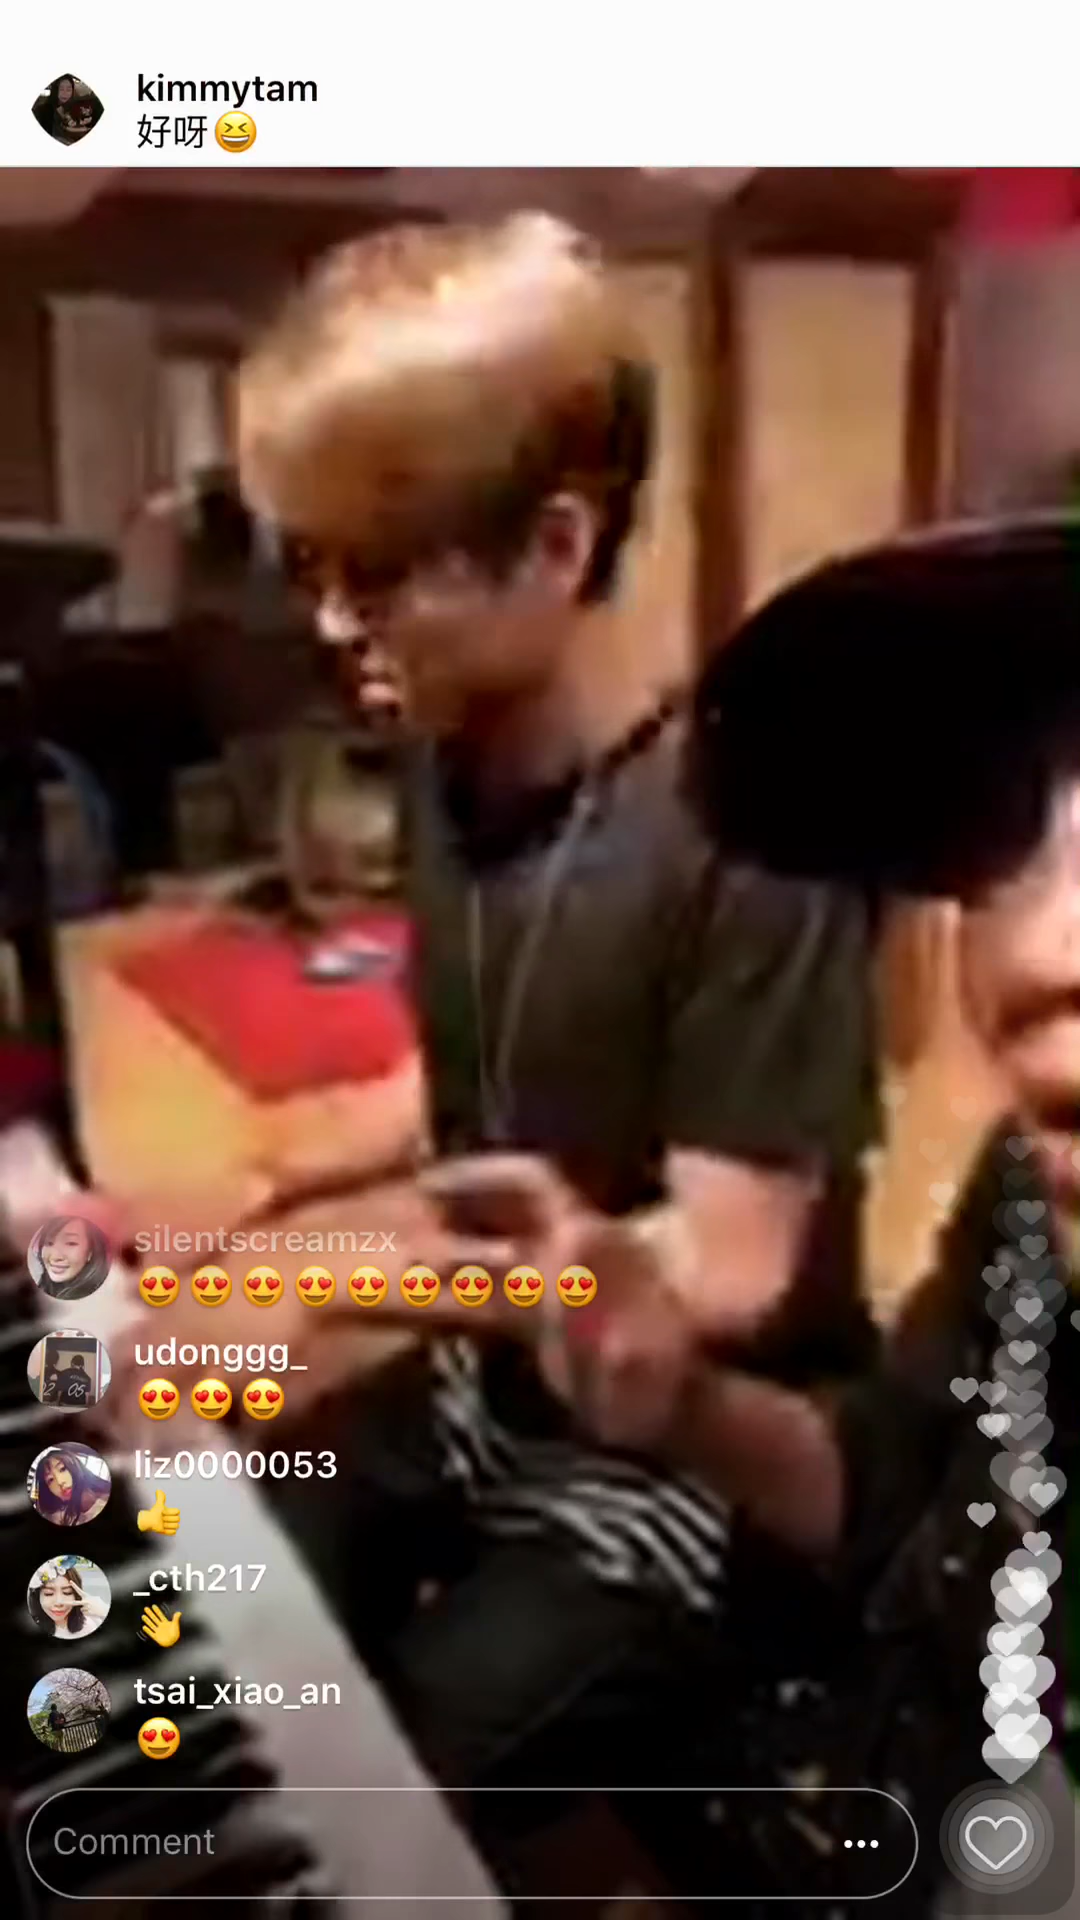 kimmytam
好呀😆
silentscreamzx
😍😍😍😍😍😍😍😍😍
udonggg_
😍😍😍
liz0000053
👍
_cth217
👋
tsai_xiao_an
😍
Comment